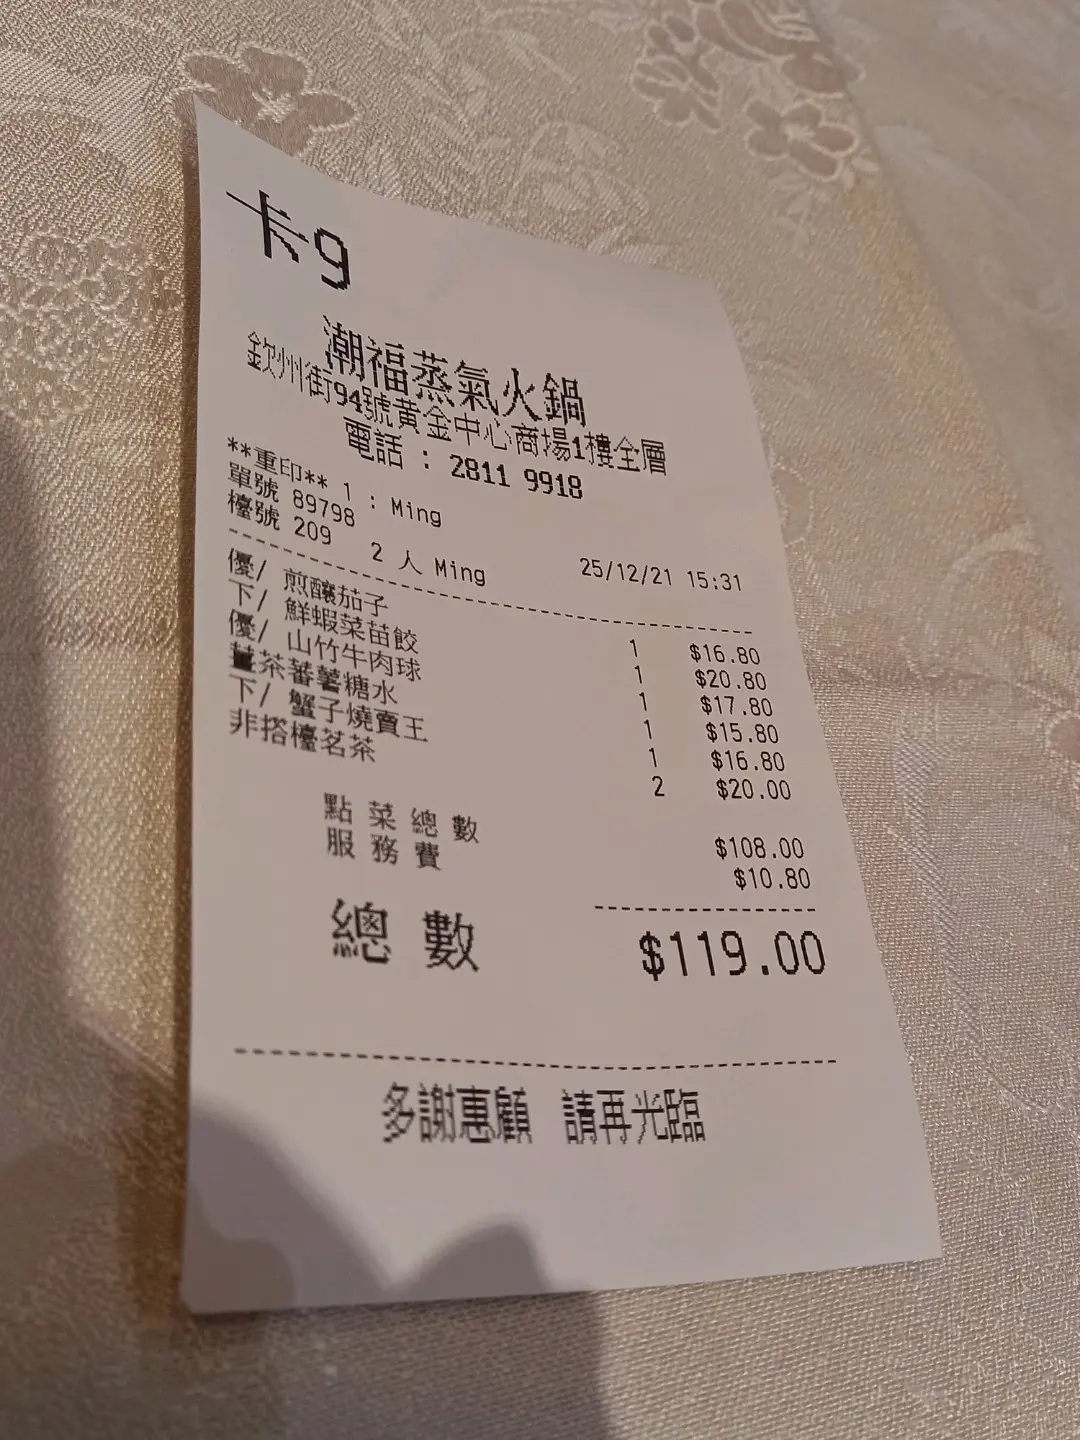 卡9
潮福蒸氣火鍋
欽州街94號黃金中心商場1樓全層
電話 : 2811 9918
**重印** 1 : Ming
單號 89798
檯號 209 2 人 Ming 25/12/21 15:31
優/ 煎釀茄子 1 $16.80
下/ 鮮蝦菜苗餃 1 $20.80
優/ 山竹牛肉球 1 $17.80
薑茶蕃薯糖水 1 $15.80
下/ 蟹子燒賣王 1 $16.80
非搭檯茗茶 2 $20.00
點菜總數 $108.00
服務費 $10.80
總數 $119.00
多謝惠顧 請再光臨